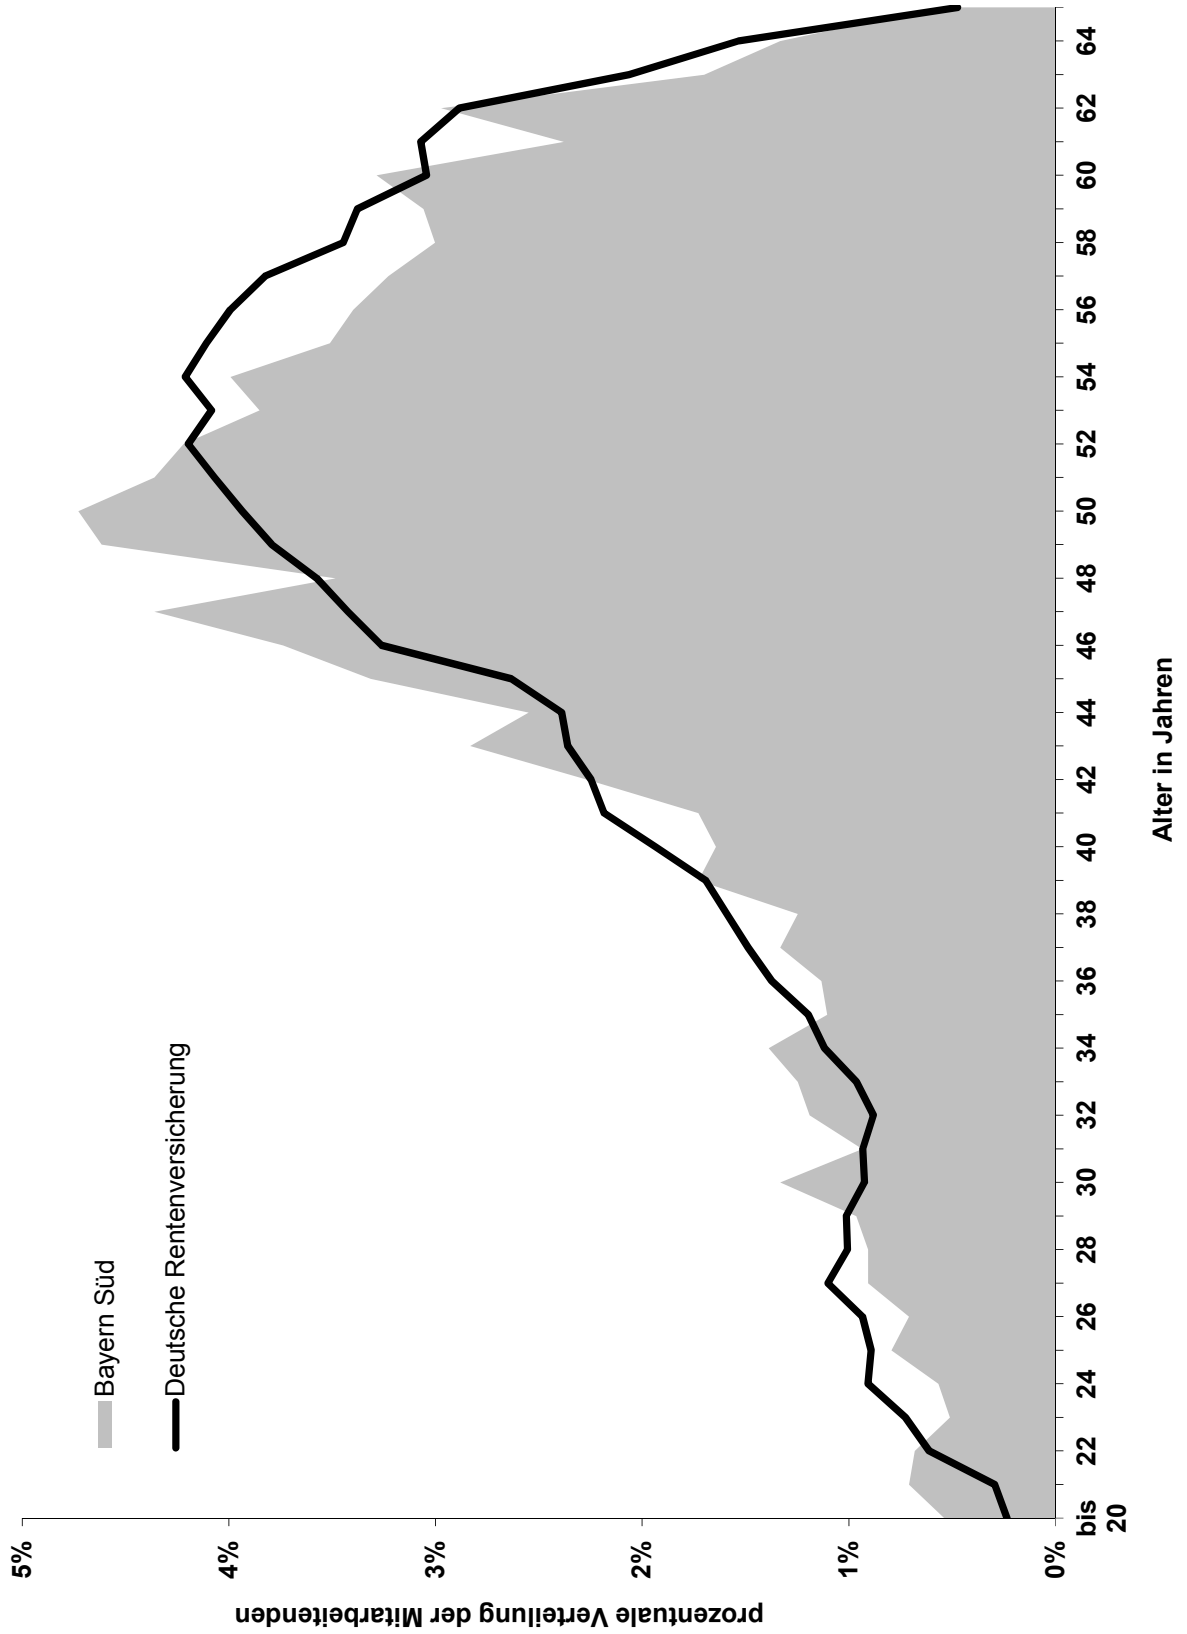 Bayern Süd
Deutsche Rentenversicherung
prozentuale Verteilung der Mitarbeitenden
5%
4%
3%
2%
1%
0%
bis 22 24 26 28 30 32 34 36 38 40 42 44 46 48 50 52 54 56 58 60 62 64
20
Alter in Jahren